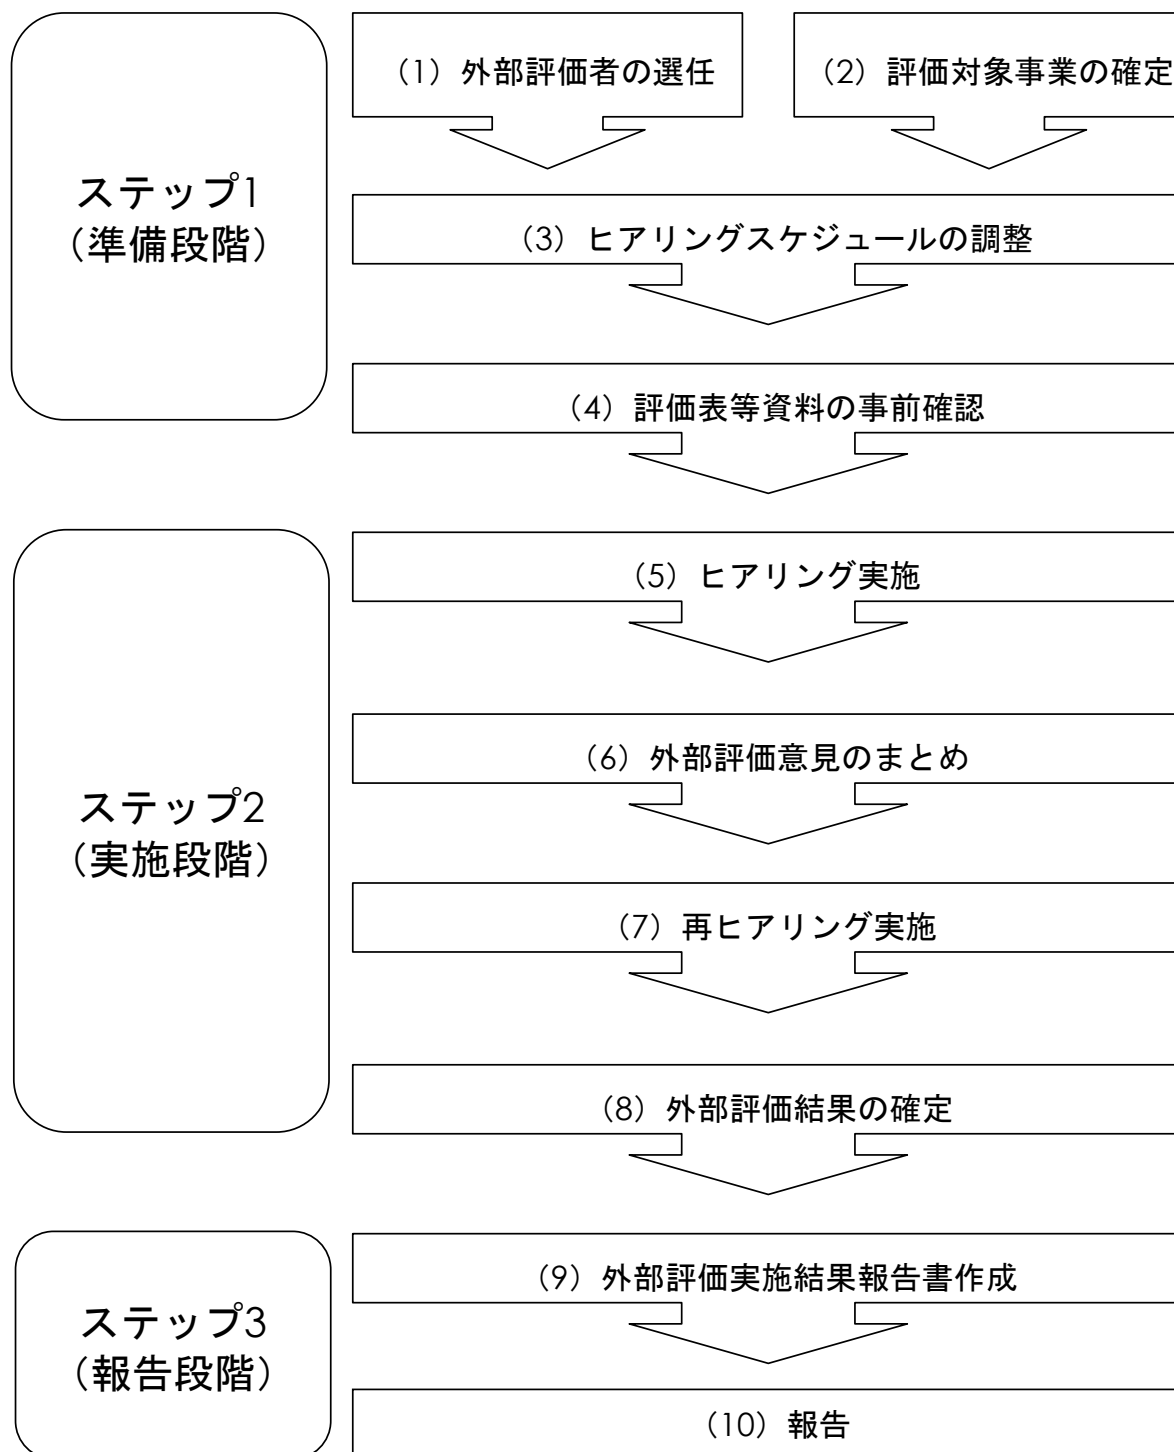 ステップ1
(準備段階)
(1) 外部評価者の選任
(2) 評価対象事業の確定
(3) ヒアリングスケジュールの調整
(4) 評価表等資料の事前確認
ステップ2
(実施段階)
(5) ヒアリング実施
(6) 外部評価意見のまとめ
(7) 再ヒアリング実施
(8) 外部評価結果の確定
ステップ3
(報告段階)
(9) 外部評価実施結果報告書作成
(10) 報告